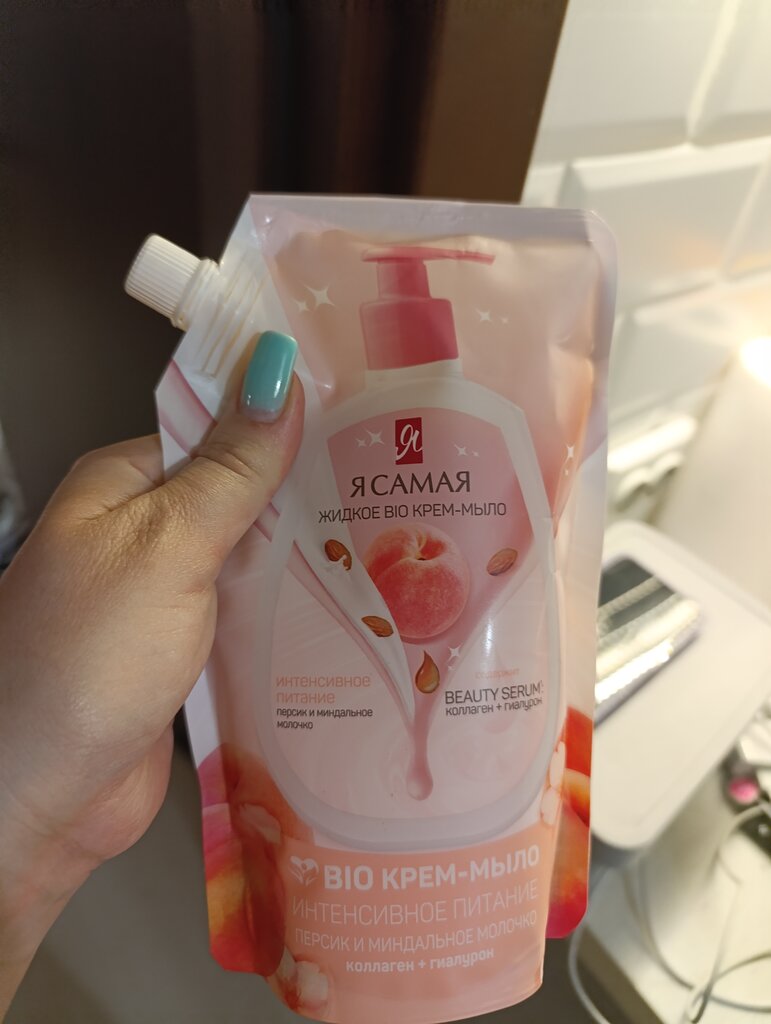 Я
Я САМАЯ
ЖИДКОЕ BIO КРЕМ-МЫЛО
ИНТЕНСИВНОЕ
ПИТАНИЕ
ПЕРСИК И МИНДАЛЬНОЕ
МОЛОЧКО
СОДЕРЖИТ
BEAUTY SERUM:
КОЛЛАГЕН + ГИАЛУРОН
BIO КРЕМ-МЫЛО
ИНТЕНСИВНОЕ ПИТАНИЕ
ПЕРСИК И МИНДАЛЬНОЕ МОЛОЧКО
КОЛЛАГЕН + ГИАЛУРОН